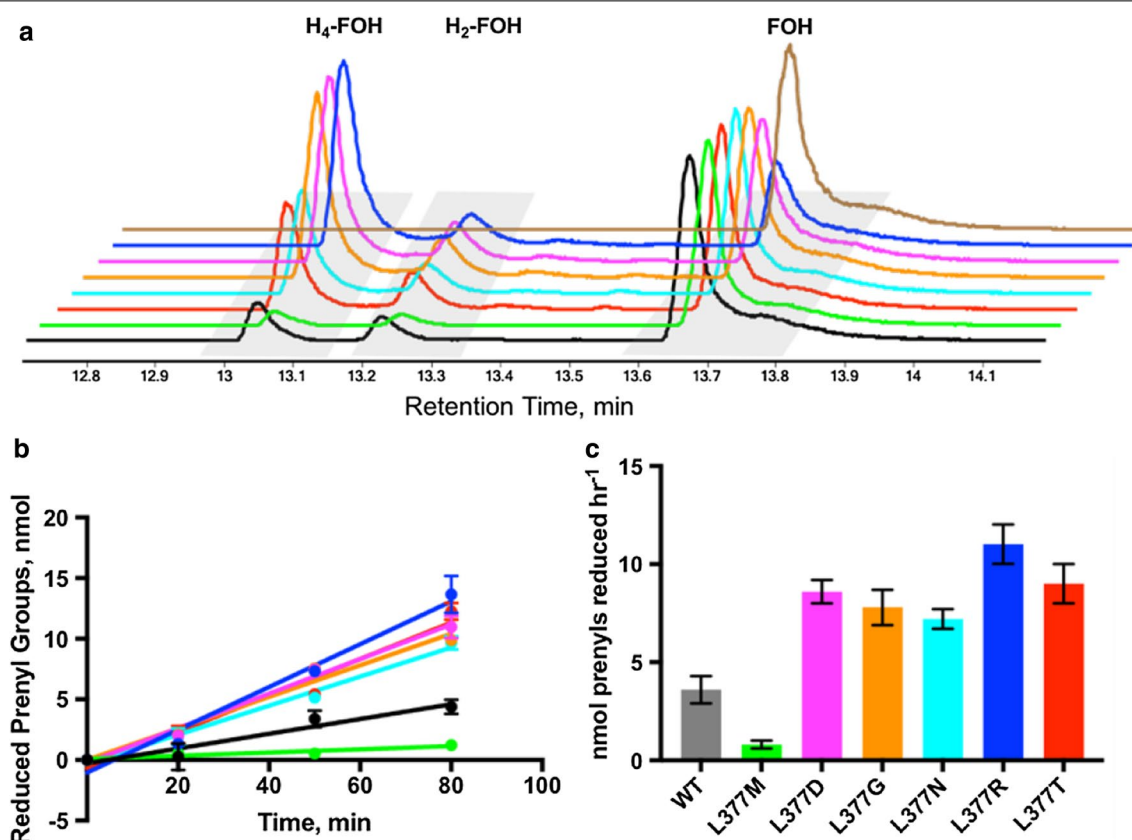 a
H4-FOH H2-FOH FOH
12.8 12.9 13 13.1 13.2 13.3 13.4 13.5 13.6 13.7 13.8 13.9 14 14.1
Retention Time, min
b
Reduced Prenyl Groups, nmol
20
15
10
5
0
-5
20 40 60 80 100
Time, min
c
nmol prenyls reduced hr-1
15
10
5
0
WT L377M L377D L377G L377N L377R L377T